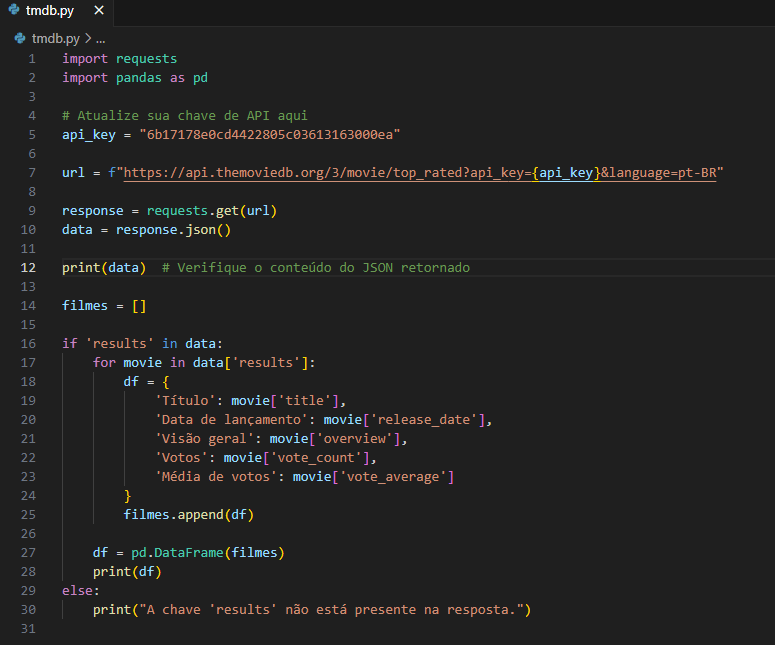 tmdb.py ×
tmdb.py > ...
1 import requests
2 import pandas as pd
3
4 # Atualize sua chave de API aqui
5 api_key = "6b17178e0cd4422805c03613163000ea"
6
7 url = f"https://api.themoviedb.org/3/movie/top_rated?api_key={api_key}&language=pt-BR"
8
9 response = requests.get(url)
10 data = response.json()
11
12 print(data)  # Verifique o conteúdo do JSON retornado
13
14 filmes = []
15
16 if 'results' in data:
17     for movie in data['results']:
18         df = {
19             'Título': movie['title'],
20             'Data de lançamento': movie['release_date'],
21             'Visão geral': movie['overview'],
22             'Votos': movie['vote_count'],
23             'Média de votos': movie['vote_average']
24         }
25         filmes.append(df)
26
27     df = pd.DataFrame(filmes)
28     print(df)
29 else:
30     print("A chave 'results' não está presente na resposta.")
31